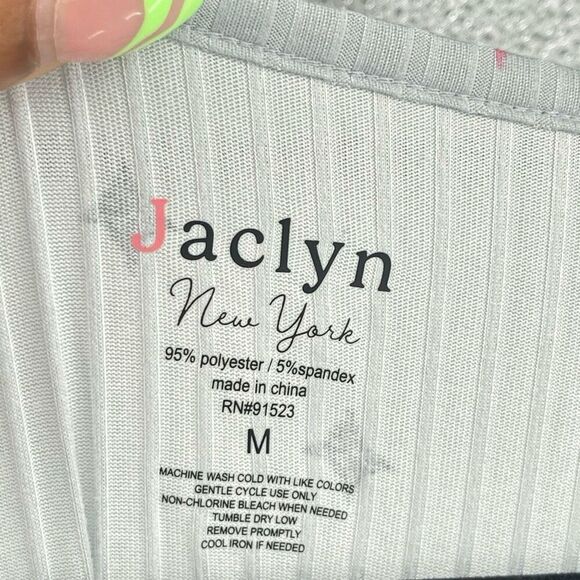 Jaclyn
New York
95% polyester / 5%spandex
made in china
RN#91523
M
MACHINE WASH COLD WITH LIKE COLORS
GENTLE CYCLE USE ONLY
NON-CHLORINE BLEACH WHEN NEEDED
TUMBLE DRY LOW
REMOVE PROMPTLY
COOL IRON IF NEEDED